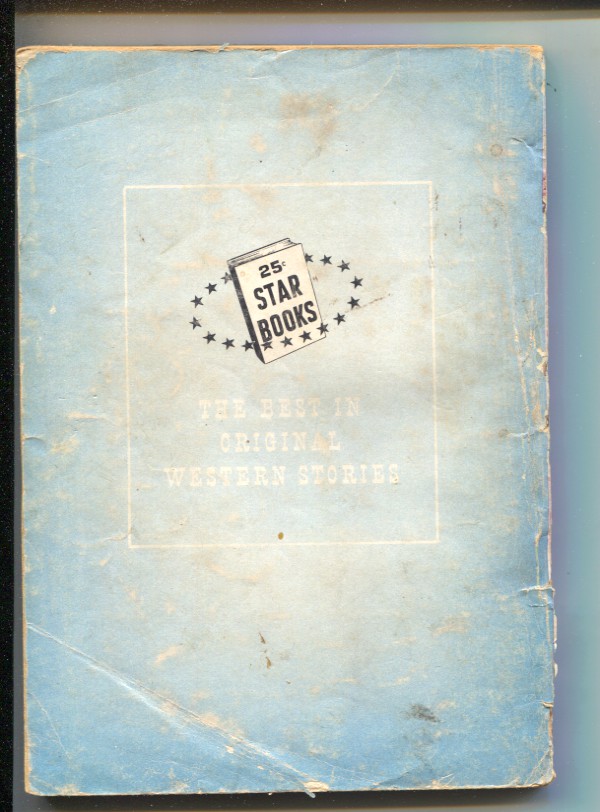 25¢
STAR
BOOKS
THE BEST IN
ORIGINAL
WESTERN STORIES